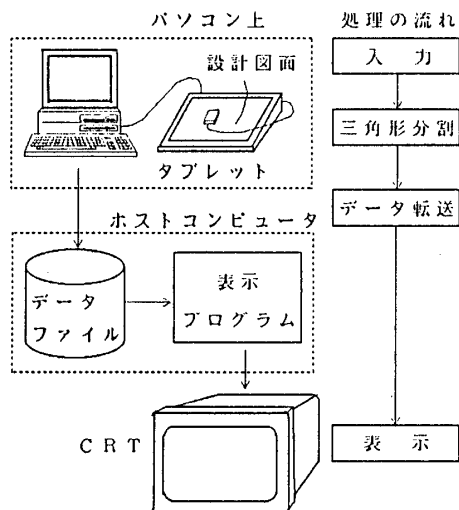 パソコン上
設計図面
タブレット
ホストコンピュータ
データ
ファイル
表示
プログラム
CRT
処理の流れ
入力
三角形分割
データ転送
表示